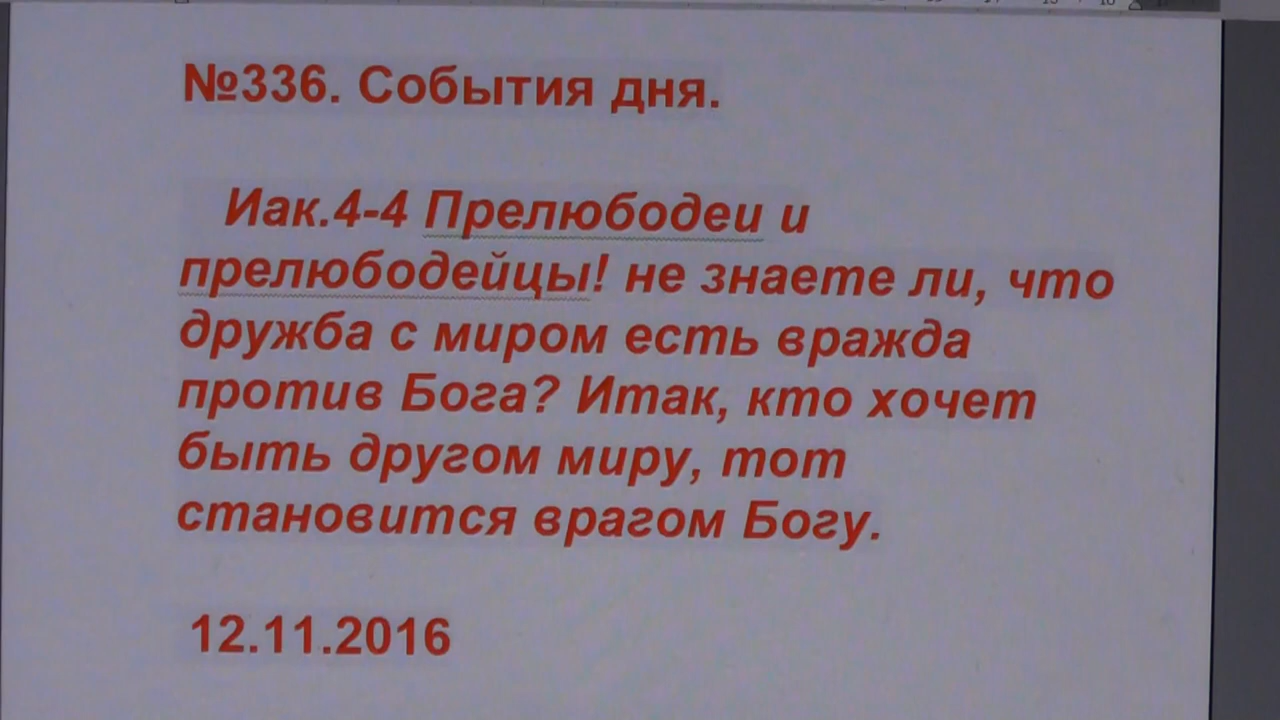 №336. События дня.
Иак.4-4 Прелюбодеи и
прелюбодейцы! не знаете ли, что
дружба с миром есть вражда
против Бога? Итак, кто хочет
быть другом миру, тот
становится врагом Богу.
12.11.2016